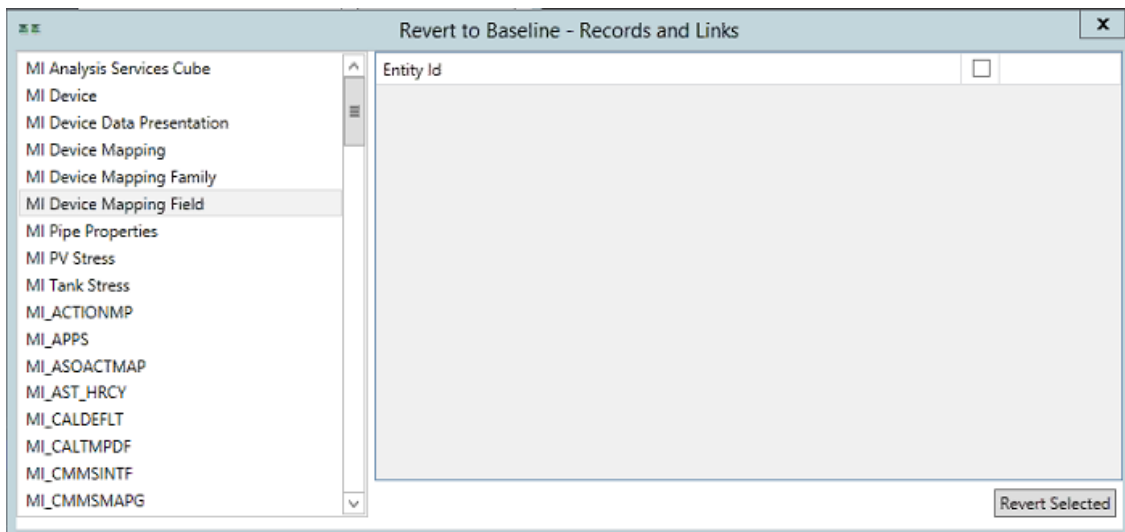 Revert to Baseline - Records and Links
x
MI Analysis Services Cube
MI Device
MI Device Data Presentation
MI Device Mapping
MI Device Mapping Family
MI Device Mapping Field
MI Pipe Properties
MI PV Stress
MI Tank Stress
MI_ACTIONMP
MI_APPS
MI_ASOACTMAP
MI_AST_HRCY
MI_CALDEFLT
MI_CALTMPDF
MI_CMMSINTF
MI_CMMSMAPG
Entity Id
Revert Selected